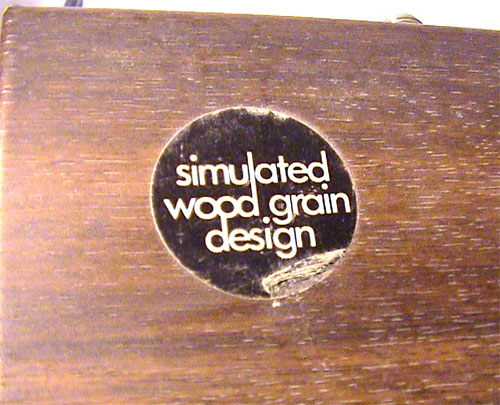 simulated
wood grain
design